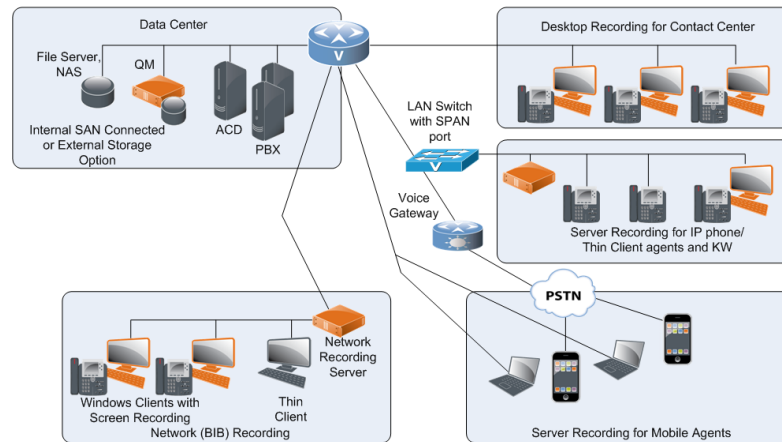 Data Center
File Server,
NAS
QM
Internal SAN Connected
or External Storage
Option
ACD
PBX
V
Desktop Recording for Contact Center
LAN Switch
with SPAN
port
V
Voice
Gateway
Server Recording for IP phone/
Thin Client agents and KW
PSTN
Network
Recording
Server
Windows Clients with
Screen Recording
Thin
Client
Network (BIB) Recording
Server Recording for Mobile Agents